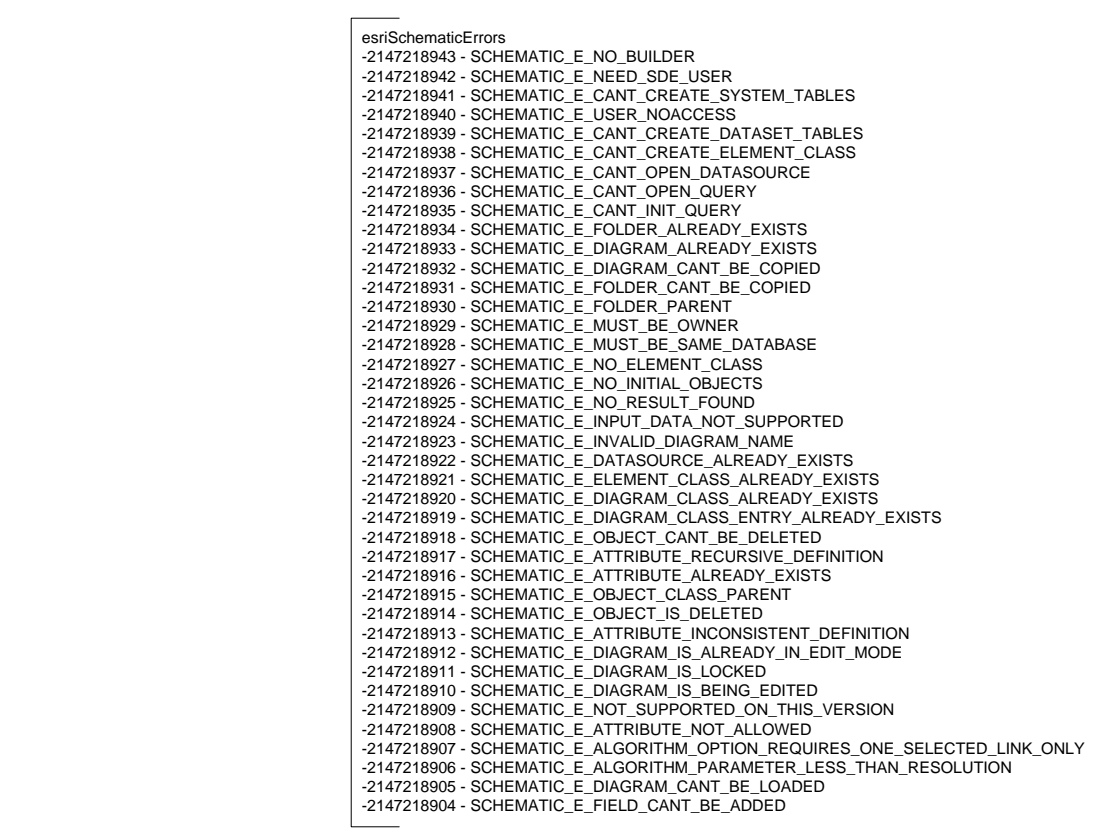 esriSchematicErrors
-2147218943 - SCHEMATIC_E_NO_BUILDER
-2147218942 - SCHEMATIC_E_NEED_SDE_USER
-2147218941 - SCHEMATIC_E_CANT_CREATE_SYSTEM_TABLES
-2147218940 - SCHEMATIC_E_USER_NOACCESS
-2147218939 - SCHEMATIC_E_CANT_CREATE_DATASET_TABLES
-2147218938 - SCHEMATIC_E_CANT_CREATE_ELEMENT_CLASS
-2147218937 - SCHEMATIC_E_CANT_OPEN_DATASOURCE
-2147218936 - SCHEMATIC_E_CANT_OPEN_QUERY
-2147218935 - SCHEMATIC_E_CANT_INIT_QUERY
-2147218934 - SCHEMATIC_E_FOLDER_ALREADY_EXISTS
-2147218933 - SCHEMATIC_E_DIAGRAM_ALREADY_EXISTS
-2147218932 - SCHEMATIC_E_DIAGRAM_CANT_BE_COPIED
-2147218931 - SCHEMATIC_E_FOLDER_CANT_BE_COPIED
-2147218930 - SCHEMATIC_E_FOLDER_PARENT
-2147218929 - SCHEMATIC_E_MUST_BE_OWNER
-2147218928 - SCHEMATIC_E_MUST_BE_SAME_DATABASE
-2147218927 - SCHEMATIC_E_NO_ELEMENT_CLASS
-2147218926 - SCHEMATIC_E_NO_INITIAL_OBJECTS
-2147218925 - SCHEMATIC_E_NO_RESULT_FOUND
-2147218924 - SCHEMATIC_E_INPUT_DATA_NOT_SUPPORTED
-2147218923 - SCHEMATIC_E_INVALID_DIAGRAM_NAME
-2147218922 - SCHEMATIC_E_DATASOURCE_ALREADY_EXISTS
-2147218921 - SCHEMATIC_E_ELEMENT_CLASS_ALREADY_EXISTS
-2147218920 - SCHEMATIC_E_DIAGRAM_CLASS_ALREADY_EXISTS
-2147218919 - SCHEMATIC_E_DIAGRAM_CLASS_ENTRY_ALREADY_EXISTS
-2147218918 - SCHEMATIC_E_OBJECT_CANT_BE_DELETED
-2147218917 - SCHEMATIC_E_ATTRIBUTE_RECURSIVE_DEFINITION
-2147218916 - SCHEMATIC_E_ATTRIBUTE_ALREADY_EXISTS
-2147218915 - SCHEMATIC_E_OBJECT_CLASS_PARENT
-2147218914 - SCHEMATIC_E_OBJECT_IS_DELETED
-2147218913 - SCHEMATIC_E_ATTRIBUTE_INCONSISTENT_DEFINITION
-2147218912 - SCHEMATIC_E_DIAGRAM_IS_ALREADY_IN_EDIT_MODE
-2147218911 - SCHEMATIC_E_DIAGRAM_IS_LOCKED
-2147218910 - SCHEMATIC_E_DIAGRAM_IS_BEING_EDITED
-2147218909 - SCHEMATIC_E_NOT_SUPPORTED_ON_THIS_VERSION
-2147218908 - SCHEMATIC_E_ATTRIBUTE_NOT_ALLOWED
-2147218907 - SCHEMATIC_E_ALGORITHM_OPTION_REQUIRES_ONE_SELECTED_LINK_ONLY
-2147218906 - SCHEMATIC_E_ALGORITHM_PARAMETER_LESS_THAN_RESOLUTION
-2147218905 - SCHEMATIC_E_DIAGRAM_CANT_BE_LOADED
-2147218904 - SCHEMATIC_E_FIELD_CANT_BE_ADDED